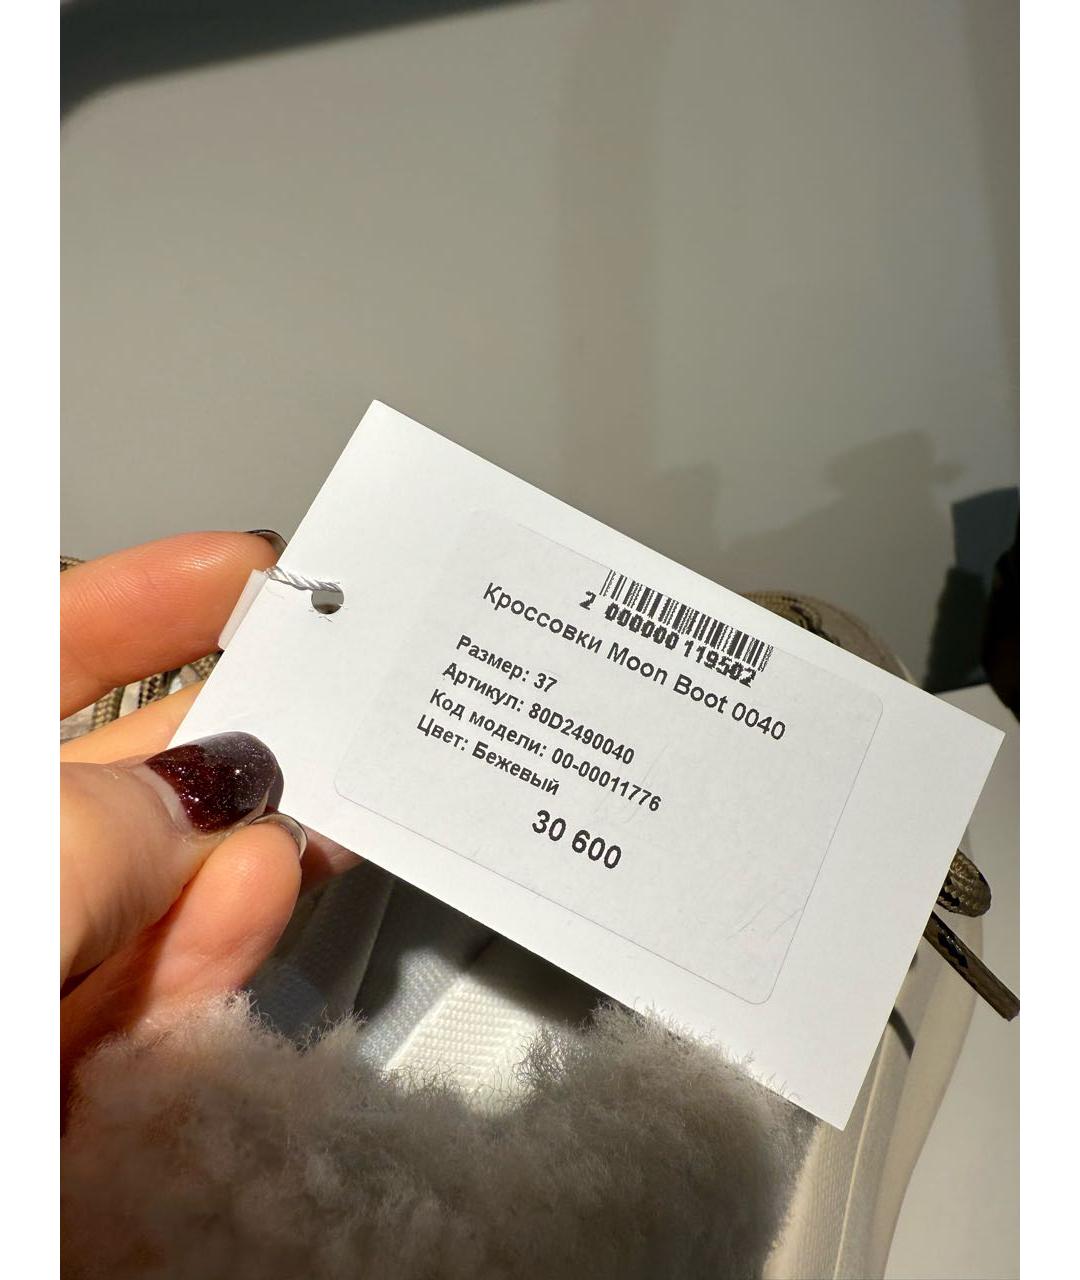 2 000000 119502
Кроссовки Moon Boot 0040
Размер: 37
Артикул: 80D2490040
Код модели: 00-00011776
Цвет: Бежевый
30 600